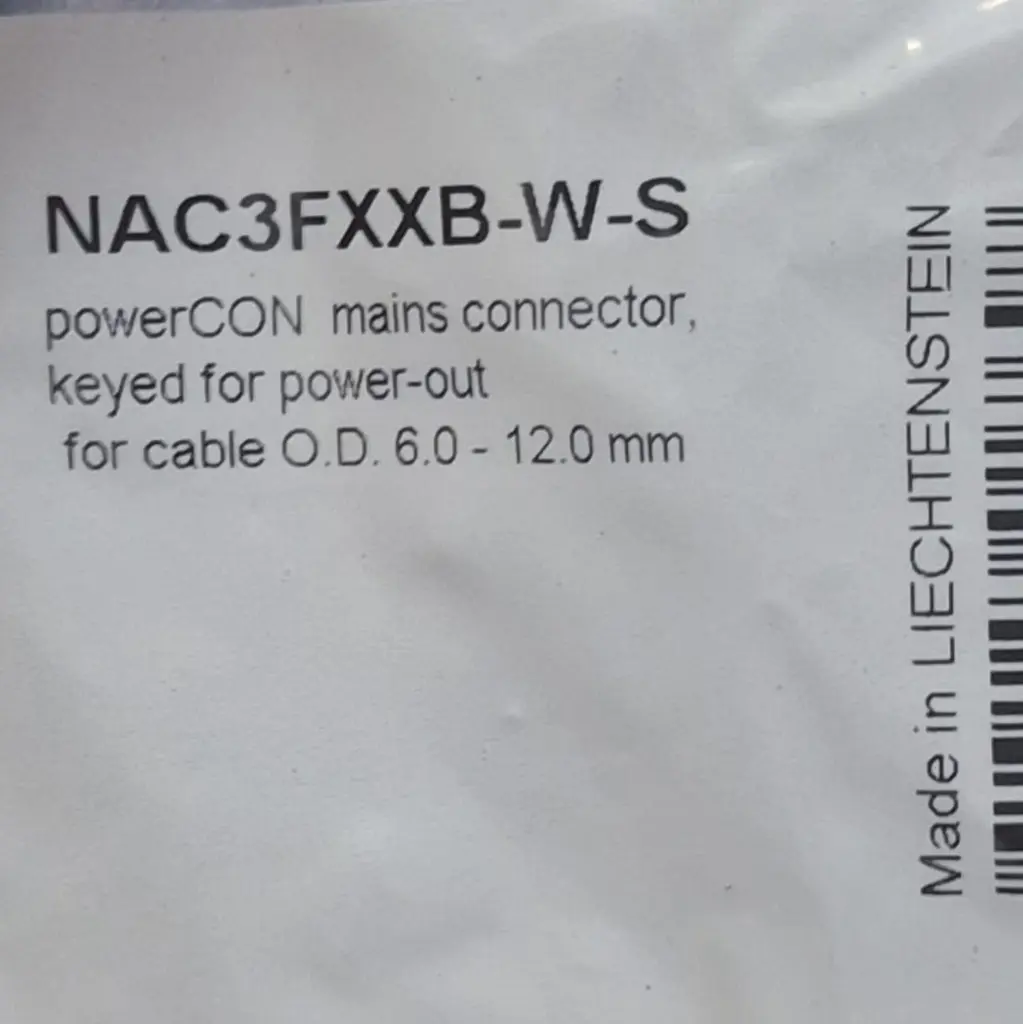 NAC3FXXB-W-S
powerCON mains connector,
keyed for power-out
for cable O.D. 6.0 - 12.0 mm
Made in LIECHTENSTEIN